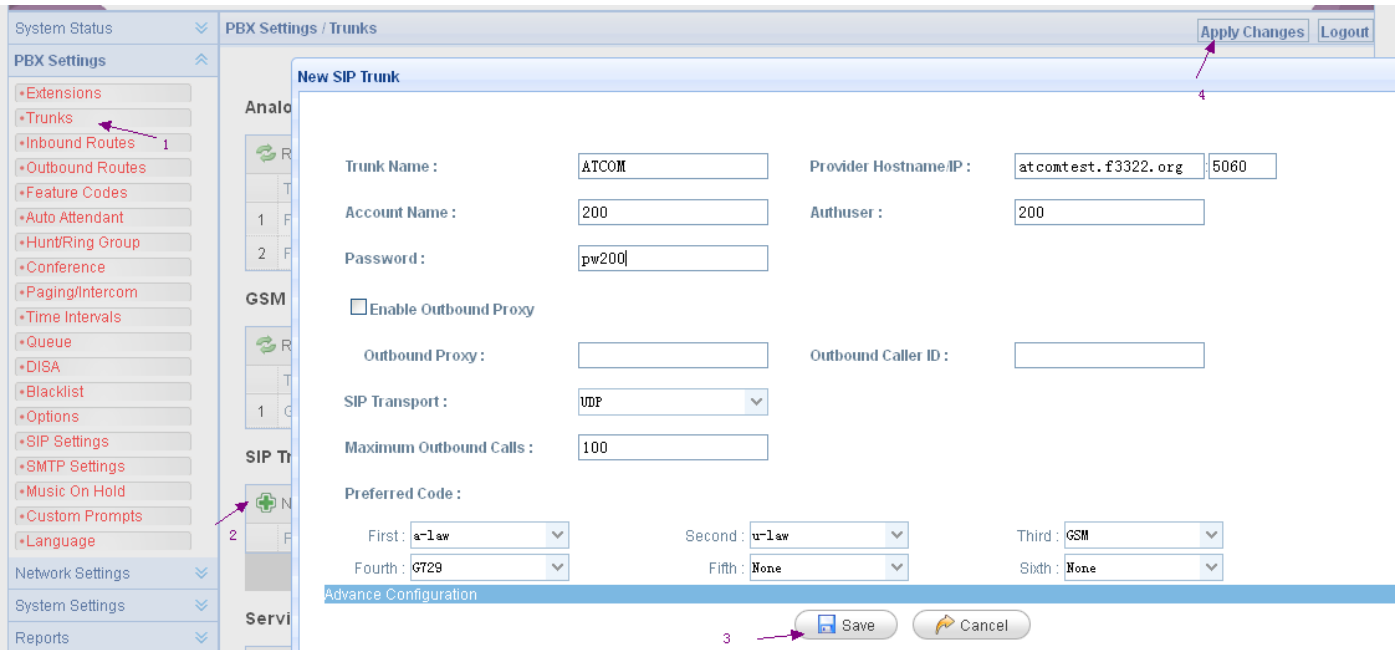 System Status
PBX Settings / Trunks
Apply Changes
Logout
PBX Settings
New SIP Trunk
4
•Extensions
•Trunks
1
•Inbound Routes
•Outbound Routes
•Feature Codes
•Auto Attendant
•Hunt/Ring Group
•Conference
•Paging/Intercom
•Time Intervals
•Queue
•DISA
•Blacklist
•Options
•SIP Settings
•SMTP Settings
•Music On Hold
•Custom Prompts
•Language
Network Settings
System Settings
Reports
Analo
R
T
1 F
2 F
GSM
R
T
1 G
SIP Tr
2
N
F
Servi
Trunk Name : ATCOM
Provider Hostname/IP : atcomtest.f3322.org : 5060
Account Name : 200
Authuser : 200
Password : pw200
Enable Outbound Proxy
Outbound Proxy :
Outbound Caller ID :
SIP Transport : UDP
Maximum Outbound Calls : 100
Preferred Code :
First : a-law Second : u-law Third : GSM
Fourth : G729 Fifth : None Sixth : None
Advance Configuration
3
Save
Cancel